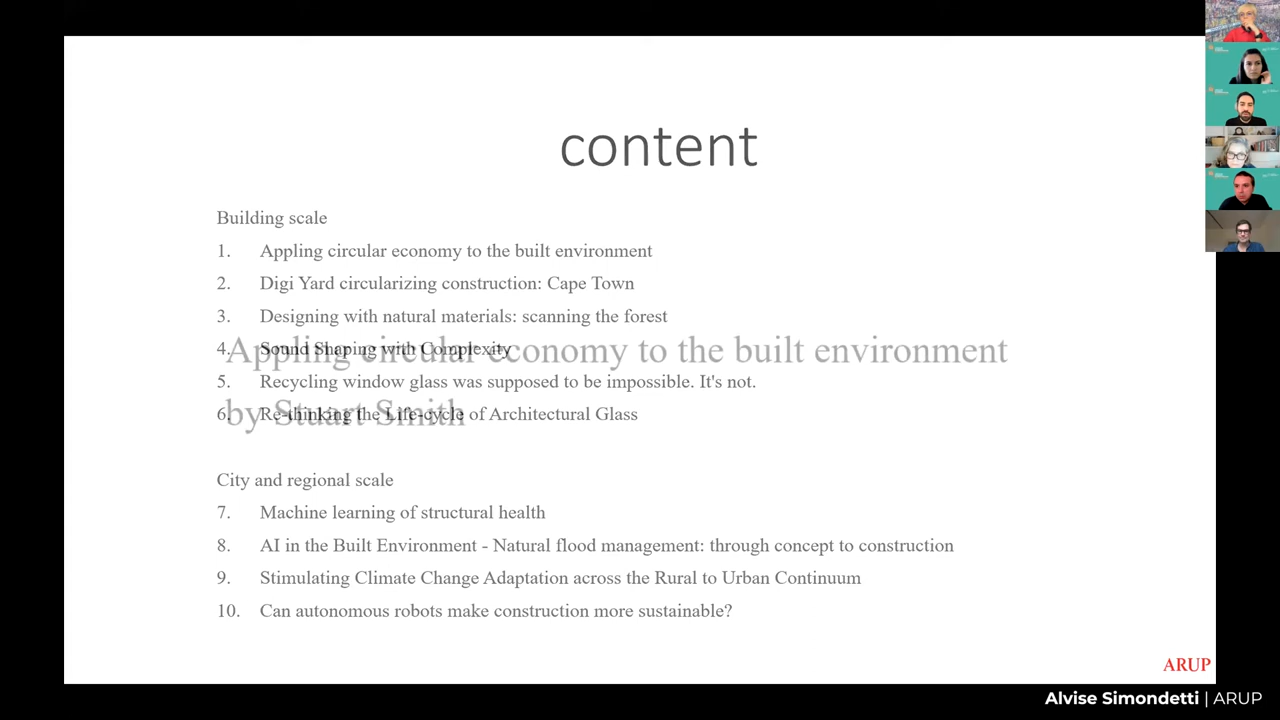 content
Building scale
1. Appling circular economy to the built environment
2. Digi Yard circularizing construction: Cape Town
3. Designing with natural materials: scanning the forest
4. Sound Shaping with Complexity
Appling circular economy to the built environment
5. Recycling window glass was supposed to be impossible. It's not.
6. Re-thinking the Life-cycle of Architectural Glass
by Stuart Smith
City and regional scale
7. Machine learning of structural health
8. AI in the Built Environment - Natural flood management: through concept to construction
9. Stimulating Climate Change Adaptation across the Rural to Urban Continuum
10. Can autonomous robots make construction more sustainable?
ARUP
Alvise Simondetti | ARUP